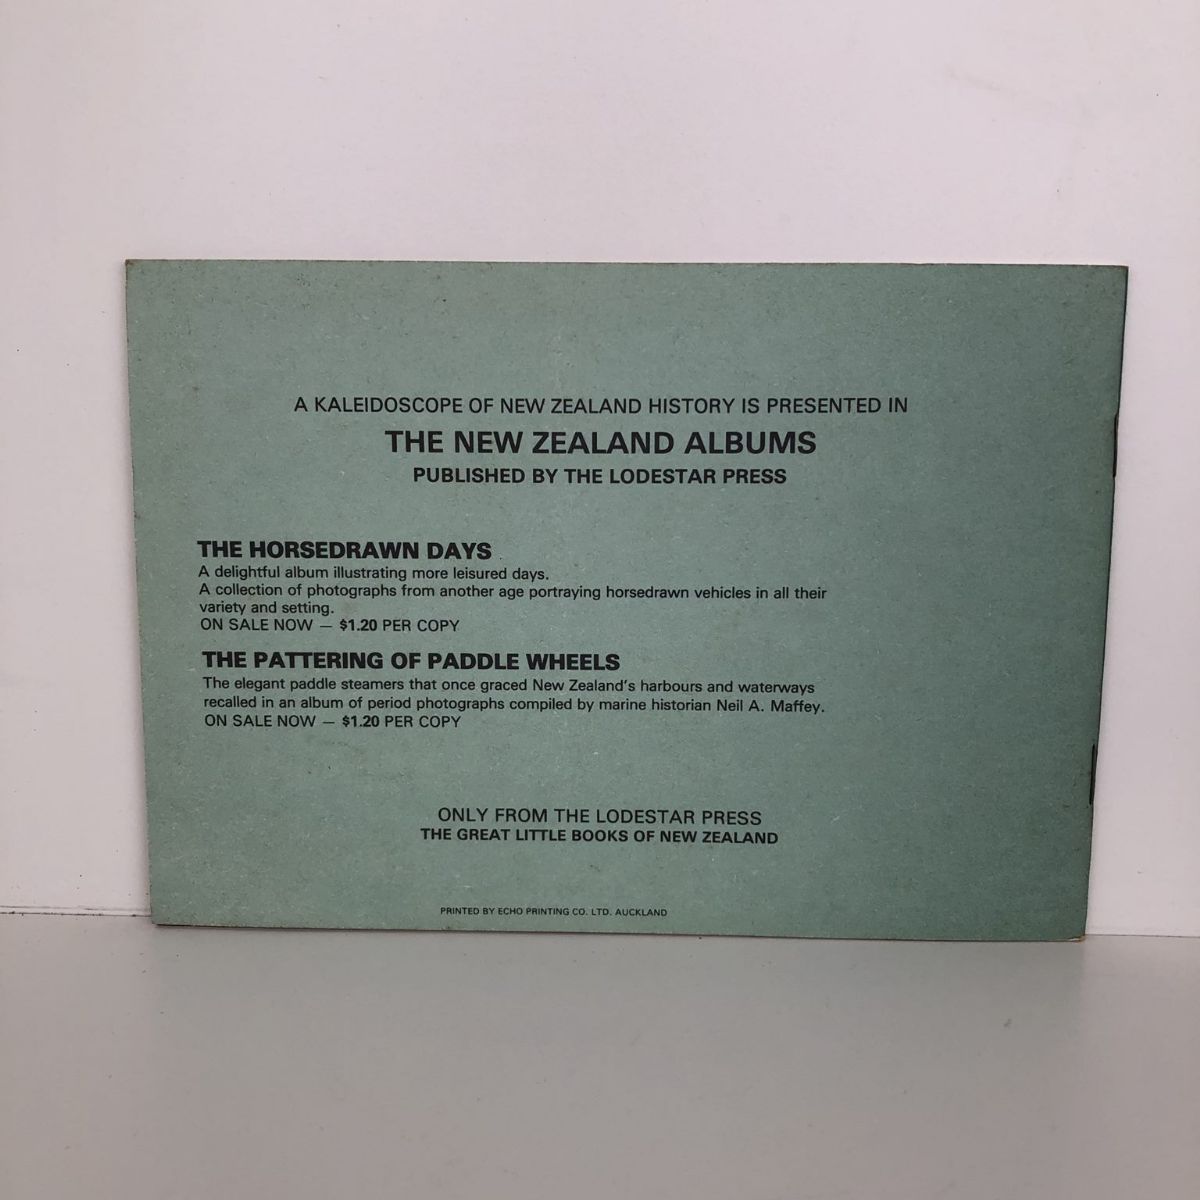 A KALEIDOSCOPE OF NEW ZEALAND HISTORY IS PRESENTED IN
THE NEW ZEALAND ALBUMS
PUBLISHED BY THE LODESTAR PRESS
THE HORSEDRAWN DAYS
A delightful album illustrating more leisured days.
A collection of photographs from another age portraying horsedrawn vehicles in all their
variety and setting.
ON SALE NOW — $1.20 PER COPY
THE PATTERING OF PADDLE WHEELS
The elegant paddle steamers that once graced New Zealand's harbours and waterways
recalled in an album of period photographs compiled by marine historian Neil A. Maffey.
ON SALE NOW — $1.20 PER COPY
ONLY FROM THE LODESTAR PRESS
THE GREAT LITTLE BOOKS OF NEW ZEALAND
PRINTED BY ECHO PRINTING CO. LTD. AUCKLAND